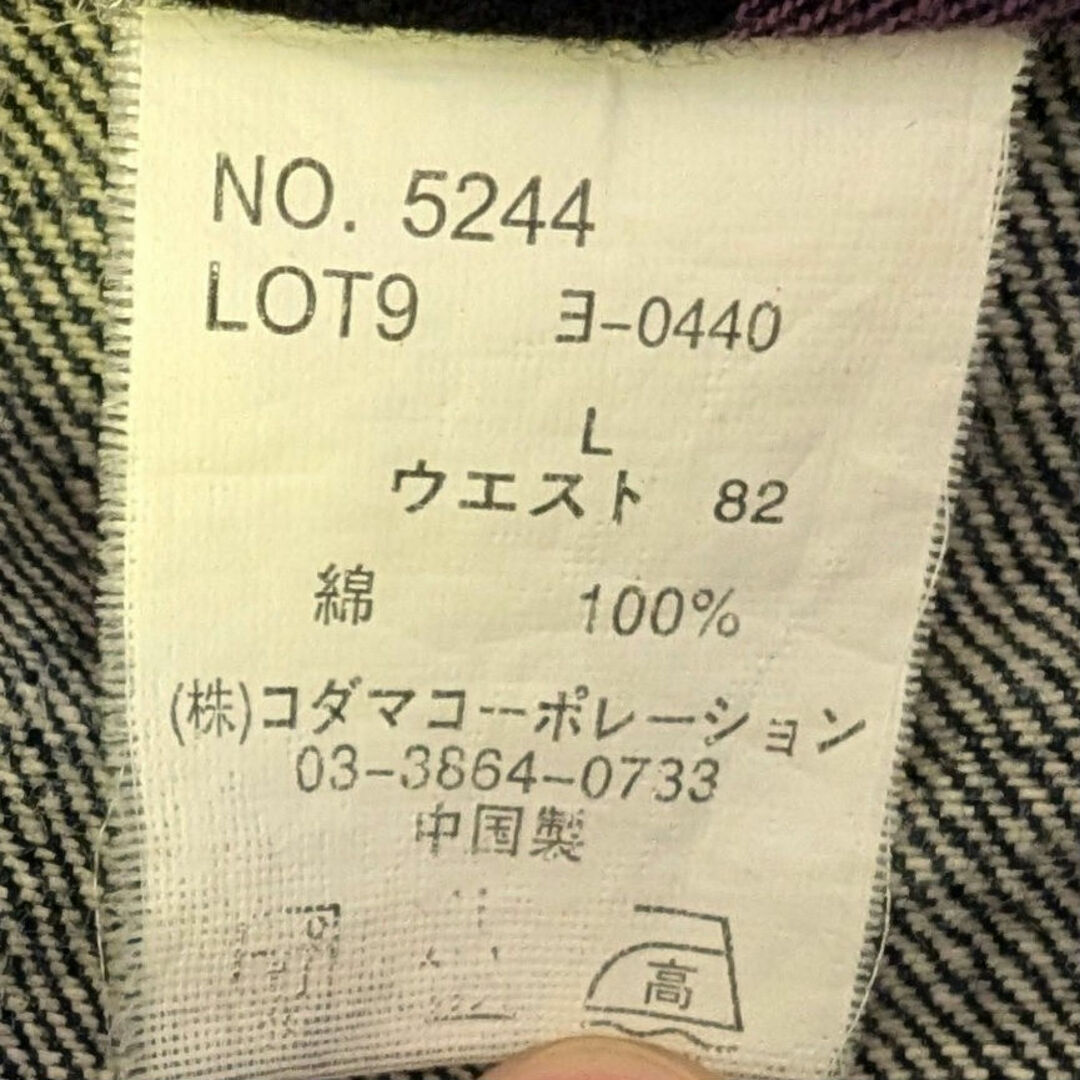 NO. 5244
LOT9 ヨ-0440
L
ウエスト 82
綿 100%
(株)コダマコーポレーション
03-3864-0733
中国製
高